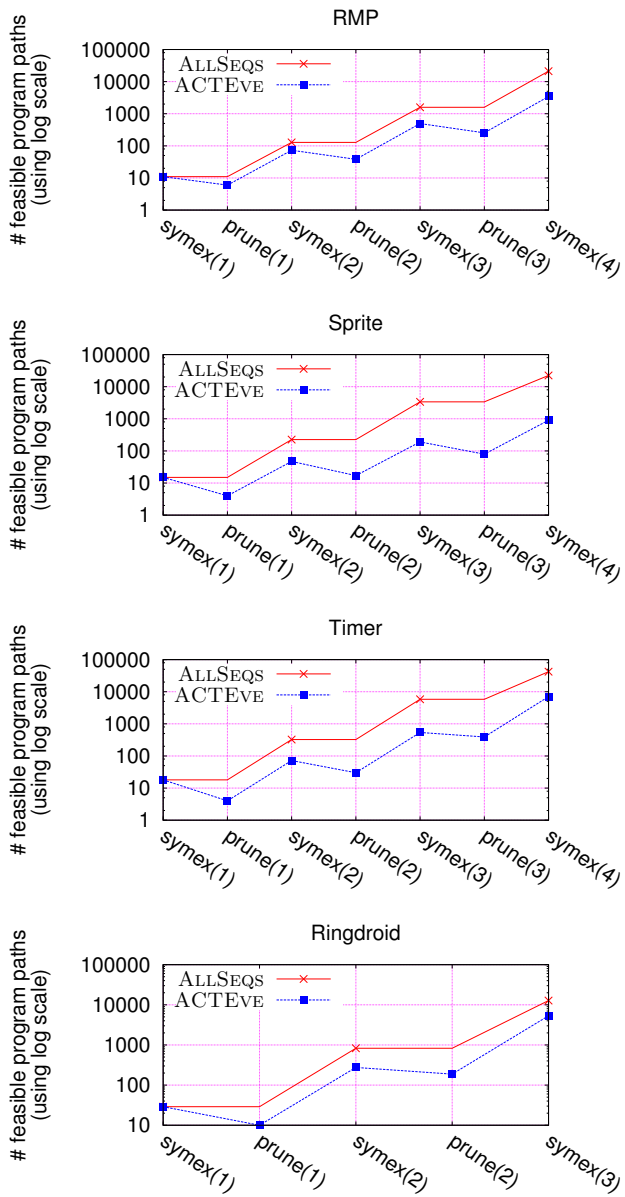 RMP
# feasible program paths
(using log scale)
100000
10000
1000
100
10
1
ALLSEQS
ACTEVE
symex(1)
prune(1)
symex(2)
prune(2)
symex(3)
prune(3)
symex(4)
Sprite
# feasible program paths
(using log scale)
100000
10000
1000
100
10
1
ALLSEQS
ACTEVE
symex(1)
prune(1)
symex(2)
prune(2)
symex(3)
prune(3)
symex(4)
Timer
# feasible program paths
(using log scale)
100000
10000
1000
100
10
1
ALLSEQS
ACTEVE
symex(1)
prune(1)
symex(2)
prune(2)
symex(3)
prune(3)
symex(4)
Ringdroid
# feasible program paths
(using log scale)
100000
10000
1000
100
10
ALLSEQS
ACTEVE
symex(1)
prune(1)
symex(2)
prune(2)
symex(3)